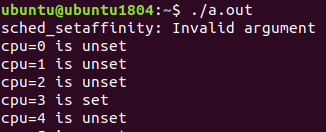 ubuntu@ubuntu1804:~$ ./a.out
sched_setaffinity: Invalid argument
cpu=0 is unset
cpu=1 is unset
cpu=2 is unset
cpu=3 is set
cpu=4 is unset